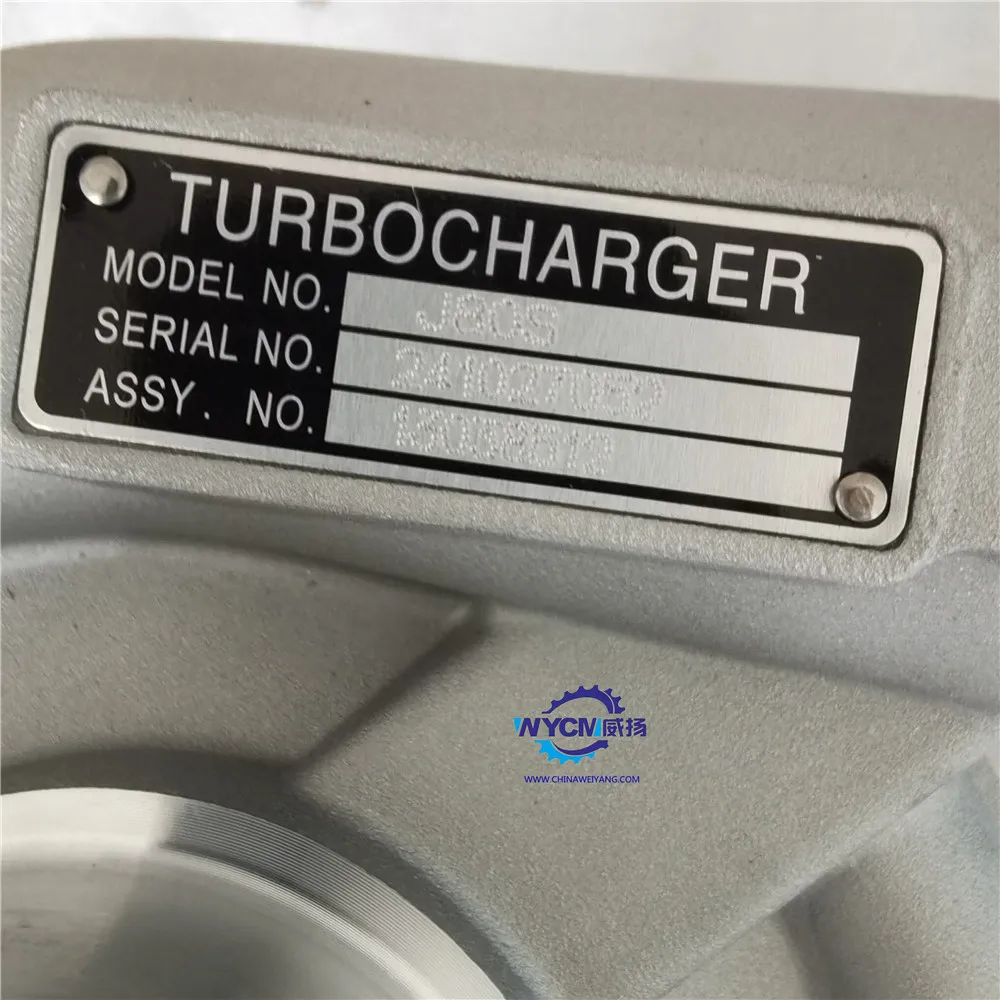 TURBOCHARGER
MODEL NO. J80S
SERIAL NO.
ASSY. NO.
WYCM威扬
WWW.CHINAWEIYANG.COM